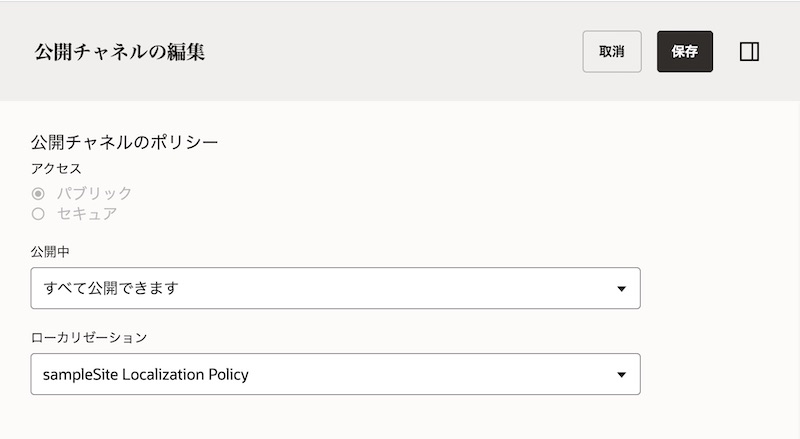 公開チャネルの編集
取消
保存
公開チャネルのポリシー
アクセス
パブリック
セキュア
公開中
すべて公開できます
ローカリゼーション
sampleSite Localization Policy